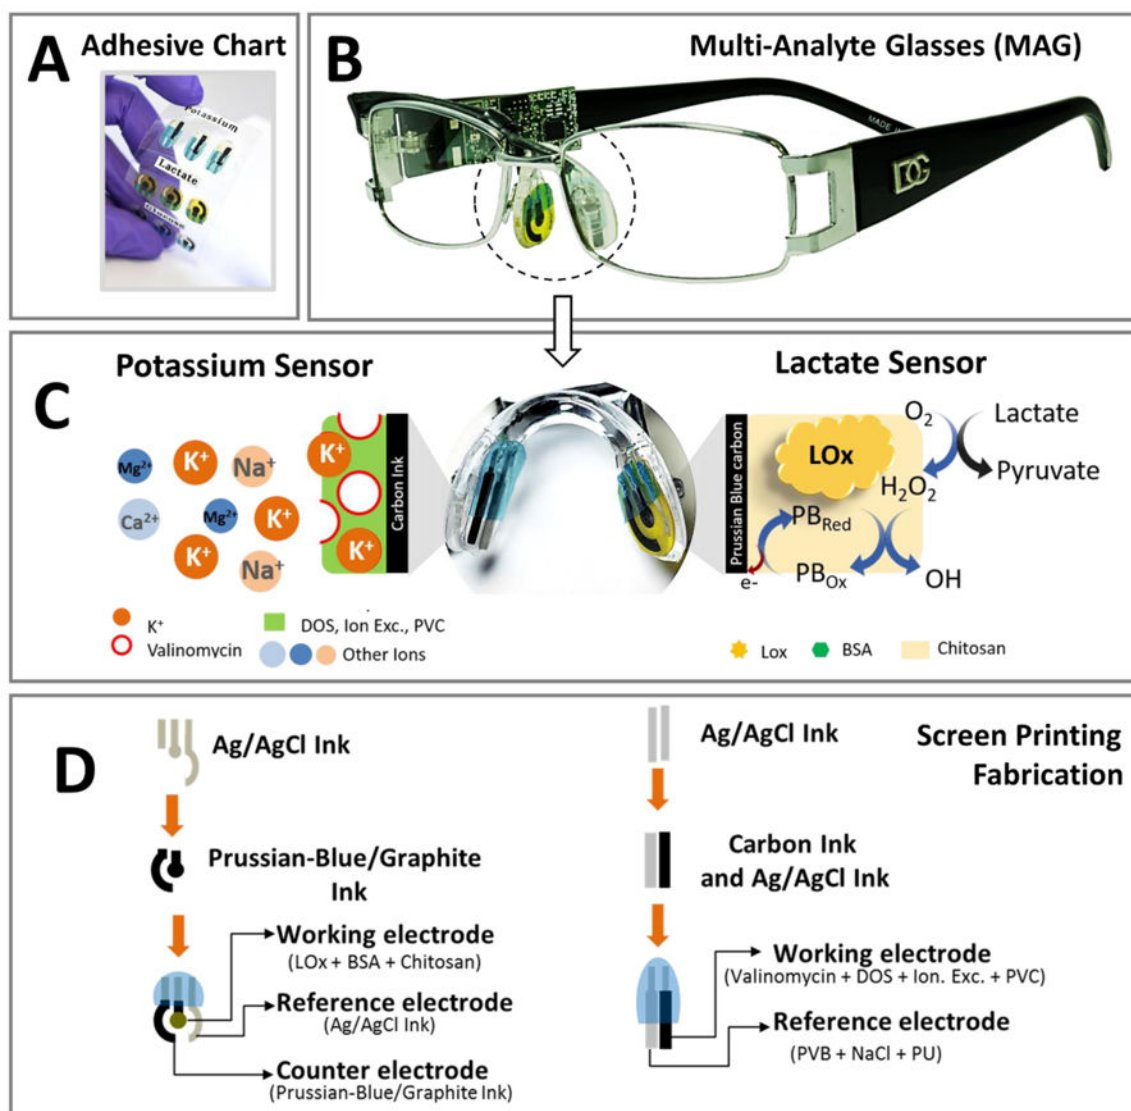 A
Adhesive Chart
Potassium
Lactate
B
Multi-Analyte Glasses (MAG)
MADE
DG
C
Potassium Sensor
Lactate Sensor
Mg²⁺
K⁺
Na⁺
Ca²⁺
Mg²⁺
K⁺
K⁺
Na⁺
K⁺
K⁺
Carbon Ink
Prussian Blue carbon
LOx
O₂
Lactate
H₂O₂
Pyruvate
PB_Red
e-
PB_Ox
OH
K⁺
DOS, Ion Exc., PVC
Valinomycin
Other Ions
Lox
BSA
Chitosan
D
Ag/AgCl Ink
Prussian-Blue/Graphite
Ink
Working electrode
(LOx + BSA + Chitosan)
Reference electrode
(Ag/AgCl Ink)
Counter electrode
(Prussian-Blue/Graphite Ink)
Ag/AgCl Ink
Screen Printing
Fabrication
Carbon Ink
and Ag/AgCl Ink
Working electrode
(Valinomycin + DOS + Ion. Exc. + PVC)
Reference electrode
(PVB + NaCl + PU)